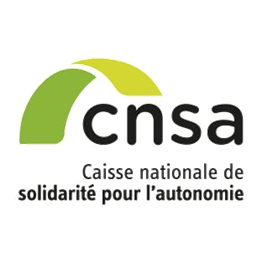 cnsa
Caisse nationale de
solidarité pour l'autonomie